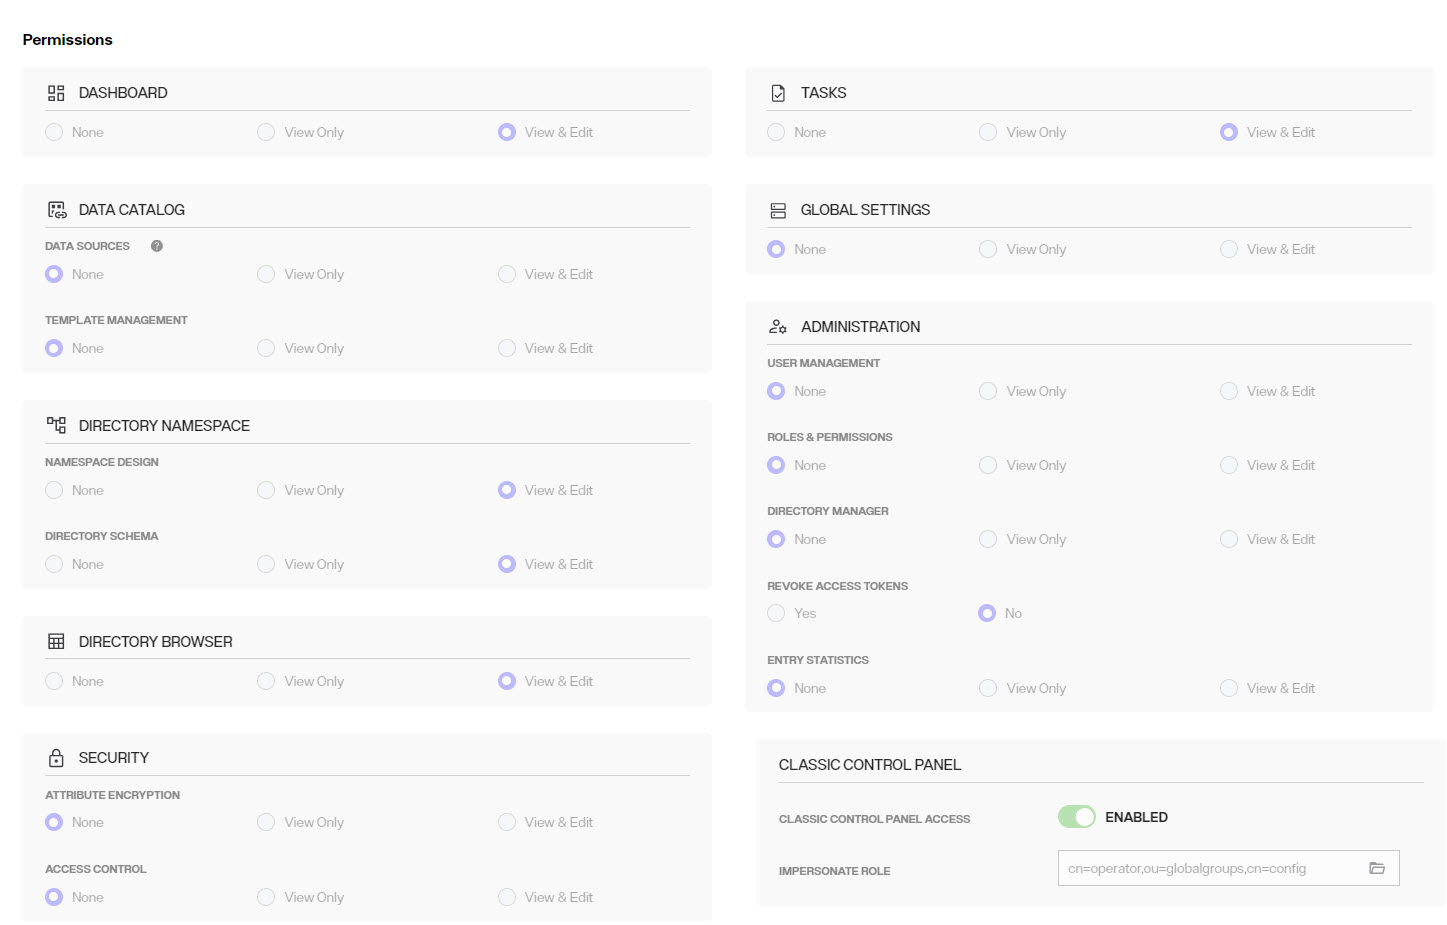 Permissions
DASHBOARD
None View Only View & Edit
DATA CATALOG
DATA SOURCES ?
None View Only View & Edit
TEMPLATE MANAGEMENT
None View Only View & Edit
DIRECTORY NAMESPACE
NAMESPACE DESIGN
None View Only View & Edit
DIRECTORY SCHEMA
None View Only View & Edit
DIRECTORY BROWSER
None View Only View & Edit
SECURITY
ATTRIBUTE ENCRYPTION
None View Only View & Edit
ACCESS CONTROL
None View Only View & Edit
TASKS
None View Only View & Edit
GLOBAL SETTINGS
None View Only View & Edit
ADMINISTRATION
USER MANAGEMENT
None View Only View & Edit
ROLES & PERMISSIONS
None View Only View & Edit
DIRECTORY MANAGER
None View Only View & Edit
REVOKE ACCESS TOKENS
Yes No
ENTRY STATISTICS
None View Only View & Edit
CLASSIC CONTROL PANEL
CLASSIC CONTROL PANEL ACCESS ENABLED
IMPERSONATE ROLE cn=operator,ou=globalgroups,cn=config